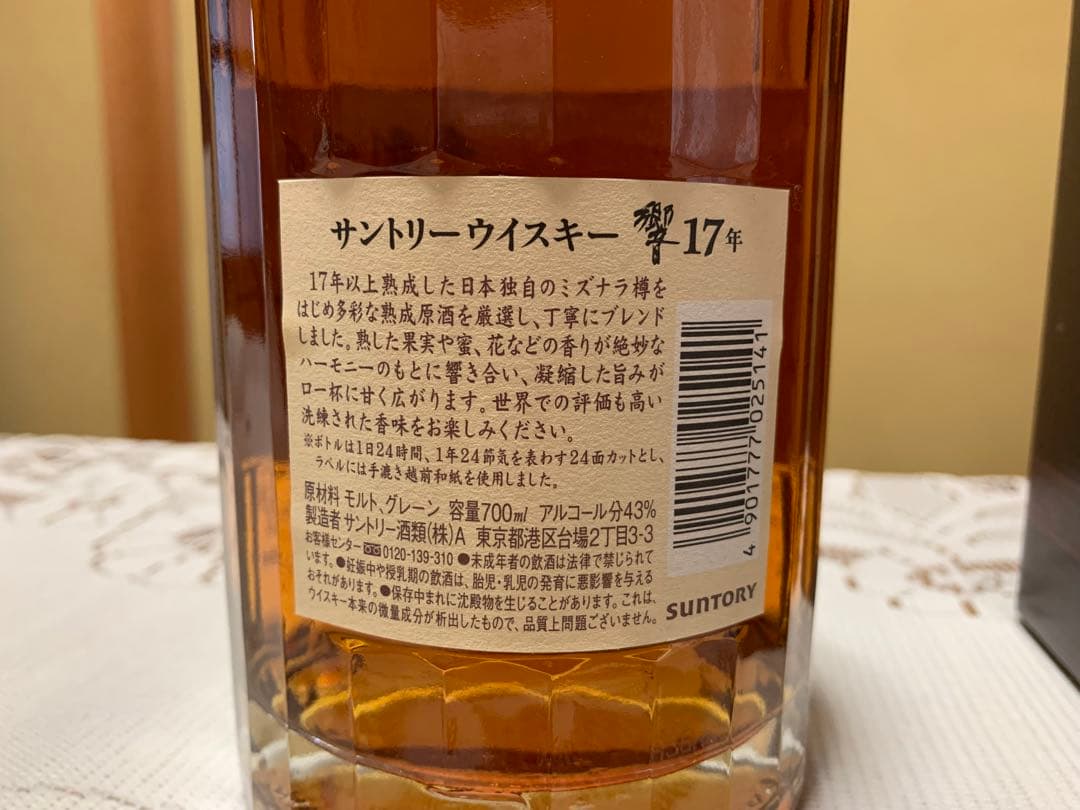 サントリーウイスキー 響 17年
17年以上熟成した日本独自のミズナラ樽を
はじめ多彩な熟成原酒を厳選し、丁寧にブレンド
しました。熟した果実や蜜、花などの香りが絶妙な
ハーモニーのもとに響き合い、凝縮した旨みが
口一杯に甘く広がります。世界での評価も高い
洗練された香味をお楽しみください。
※ボトルは1日24時間、1年24節気を表わす24面カットとし、
ラベルには手漉き越前和紙を使用しました。
原材料 モルト、グレーン 容量700ml アルコール分43%
製造者 サントリー酒類(株)A 東京都港区台場2丁目3-3
お客様センター 0120-139-310 ●未成年者の飲酒は法律で禁じられて
います。●妊娠中や授乳期の飲酒は、胎児・乳児の発育に悪影響を与える
おそれがあります。●保存中まれに沈殿物を生じることがあります。これは、
ウイスキー本来の微量成分が析出したもので、品質上問題ございません。
SUNTORY
4 901777 025141